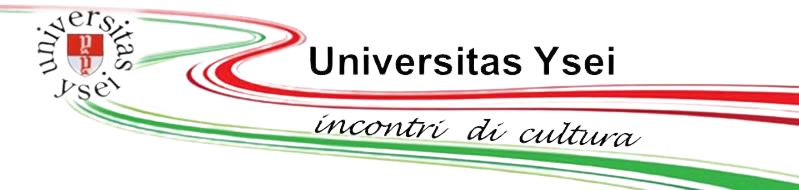 universitas
ysei
Universitas Ysei
incontri di cultura